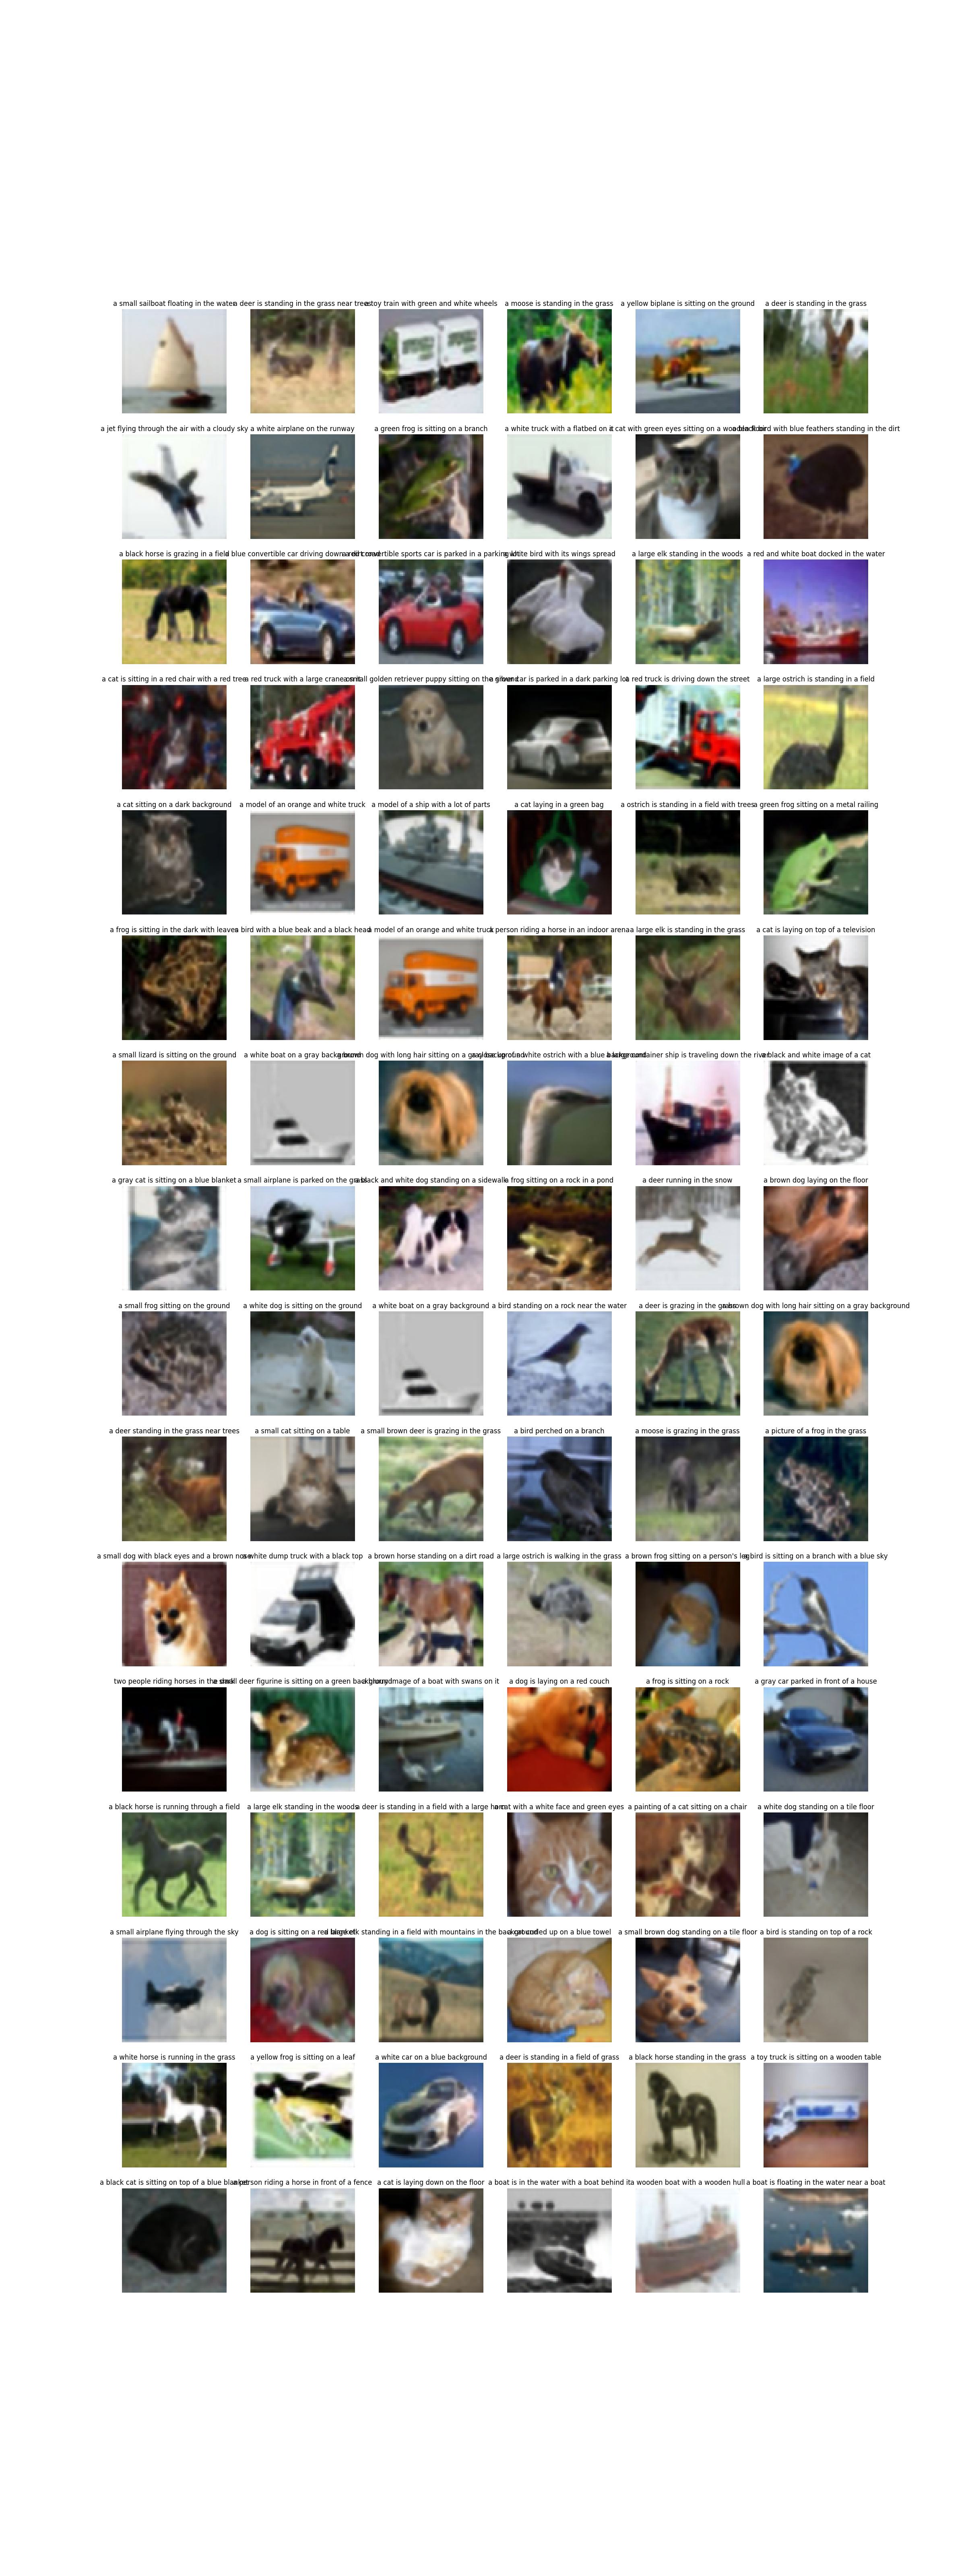 a small sailboat floating in the water a deer is standing in the grass near trees a toy train with green and white wheels a moose is standing in the grass a yellow biplane is sitting on the ground a deer is standing in the grass
a jet flying through the air with a cloudy sky a white airplane on the runway a green frog is sitting on a branch a white truck with a flatbed on it a cat with green eyes sitting on a wooden floor a black bird with blue feathers standing in the dirt
a black horse is grazing in a field a blue convertible car driving down a dirt road a red convertible sports car is parked in a parking lot a white bird with its wings spread a large elk standing in the woods a red and white boat docked in the water
a cat is sitting in a red chair with a red tree a red truck with a large crane on it a small golden retriever puppy sitting on the ground a silver car is parked in a dark parking lot a red truck is driving down the street a large ostrich is standing in a field
a cat sitting on a dark background a model of an orange and white truck a model of a ship with a lot of parts a cat laying in a green bag a ostrich is standing in a field with trees a green frog sitting on a metal railing
a frog is sitting in the dark with leaves a bird with a blue beak and a black head a model of an orange and white truck a person riding a horse in an indoor arena a large elk is standing in the grass a cat is laying on top of a television
a small lizard is sitting on the ground a white boat on a gray background a brown dog with long hair sitting on a gray background a close up of a white ostrich with a blue background a large container ship is traveling down the river a black and white image of a cat
a gray cat is sitting on a blue blanket a small airplane is parked on the grass a black and white dog standing on a sidewalk a frog sitting on a rock in a pond a deer running in the snow a brown dog laying on the floor
a small frog sitting on the ground a white dog is sitting on the ground a white boat on a gray background a bird standing on a rock near the water a deer is grazing in the grass a brown dog with long hair sitting on a gray background
a deer standing in the grass near trees a small cat sitting on a table a small brown deer is grazing in the grass a bird perched on a branch a moose is grazing in the grass a picture of a frog in the grass
a small dog with black eyes and a brown nose a white dump truck with a black top a brown horse standing on a dirt road a large ostrich is walking in the grass a brown frog sitting on a person's leg a bird is sitting on a branch with a blue sky
two people riding horses in the dark a small deer figurine is sitting on a green background a blurry image of a boat with swans on it a dog is laying on a red couch a frog is sitting on a rock a gray car parked in front of a house
a black horse is running through a field a large elk standing in the woods a deer is standing in a field with a large horn a cat with a white face and green eyes a painting of a cat sitting on a chair a white dog standing on a tile floor
a small airplane flying through the sky a dog is sitting on a red blanket a large elk standing in a field with mountains in the background a cat curled up on a blue towel a small brown dog standing on a tile floor a bird is standing on top of a rock
a white horse is running in the grass a yellow frog is sitting on a leaf a white car on a blue background a deer is standing in a field of grass a black horse standing in the grass a toy truck is sitting on a wooden table
a black cat is sitting on top of a blue blanket a person riding a horse in front of a fence a cat is laying down on the floor a boat is in the water with a boat behind it a wooden boat with a wooden hull a boat is floating in the water near a boat